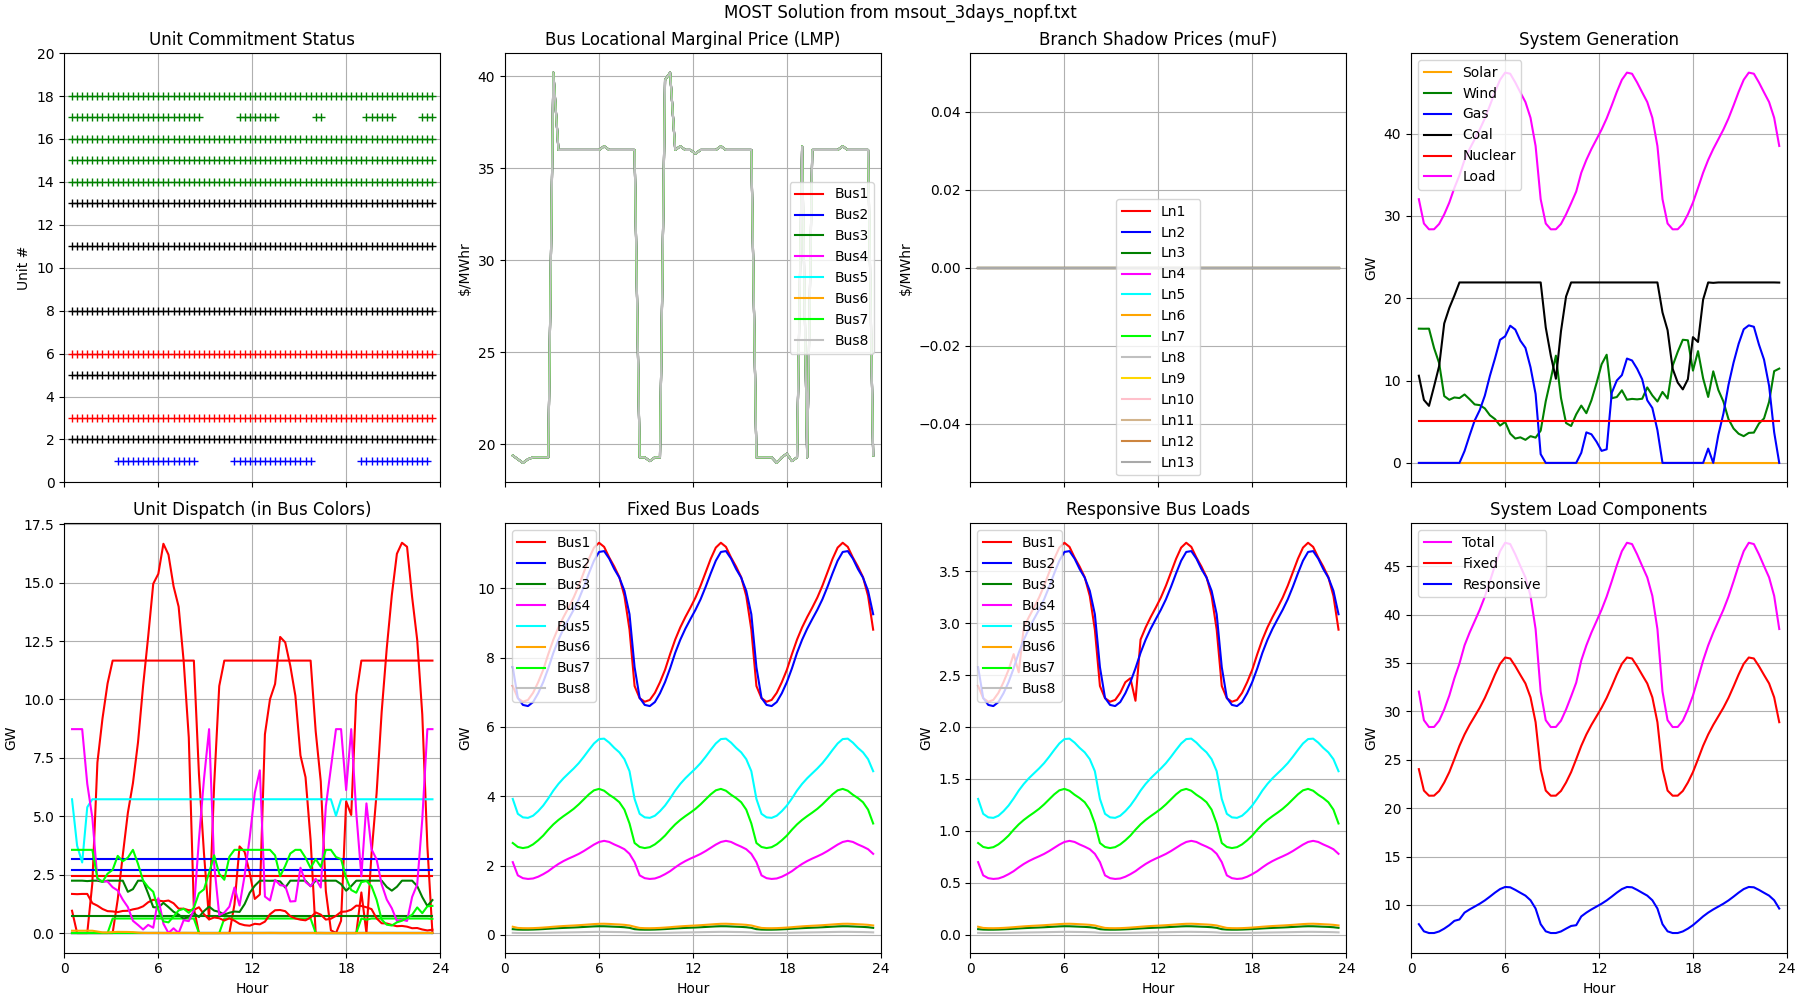 MOST Solution from msout_3days_nopf.txt
Unit Commitment Status
Unit #
20
18
16
14
12
10
8
6
4
2
0
Bus Locational Marginal Price (LMP)
$/MWhr
40
35
30
25
20
Bus1
Bus2
Bus3
Bus4
Bus5
Bus6
Bus7
Bus8
Branch Shadow Prices (muF)
$/MWhr
0.04
0.02
0.00
−0.02
−0.04
Ln1
Ln2
Ln3
Ln4
Ln5
Ln6
Ln7
Ln8
Ln9
Ln10
Ln11
Ln12
Ln13
System Generation
GW
40
30
20
10
0
Solar
Wind
Gas
Coal
Nuclear
Load
Unit Dispatch (in Bus Colors)
GW
17.5
15.0
12.5
10.0
7.5
5.0
2.5
0.0
0 6 12 18 24
Hour
Fixed Bus Loads
GW
10
8
6
4
2
0
Bus1
Bus2
Bus3
Bus4
Bus5
Bus6
Bus7
Bus8
0 6 12 18 24
Hour
Responsive Bus Loads
GW
3.5
3.0
2.5
2.0
1.5
1.0
0.5
0.0
Bus1
Bus2
Bus3
Bus4
Bus5
Bus6
Bus7
Bus8
0 6 12 18 24
Hour
System Load Components
GW
45
40
35
30
25
20
15
10
Total
Fixed
Responsive
0 6 12 18 24
Hour